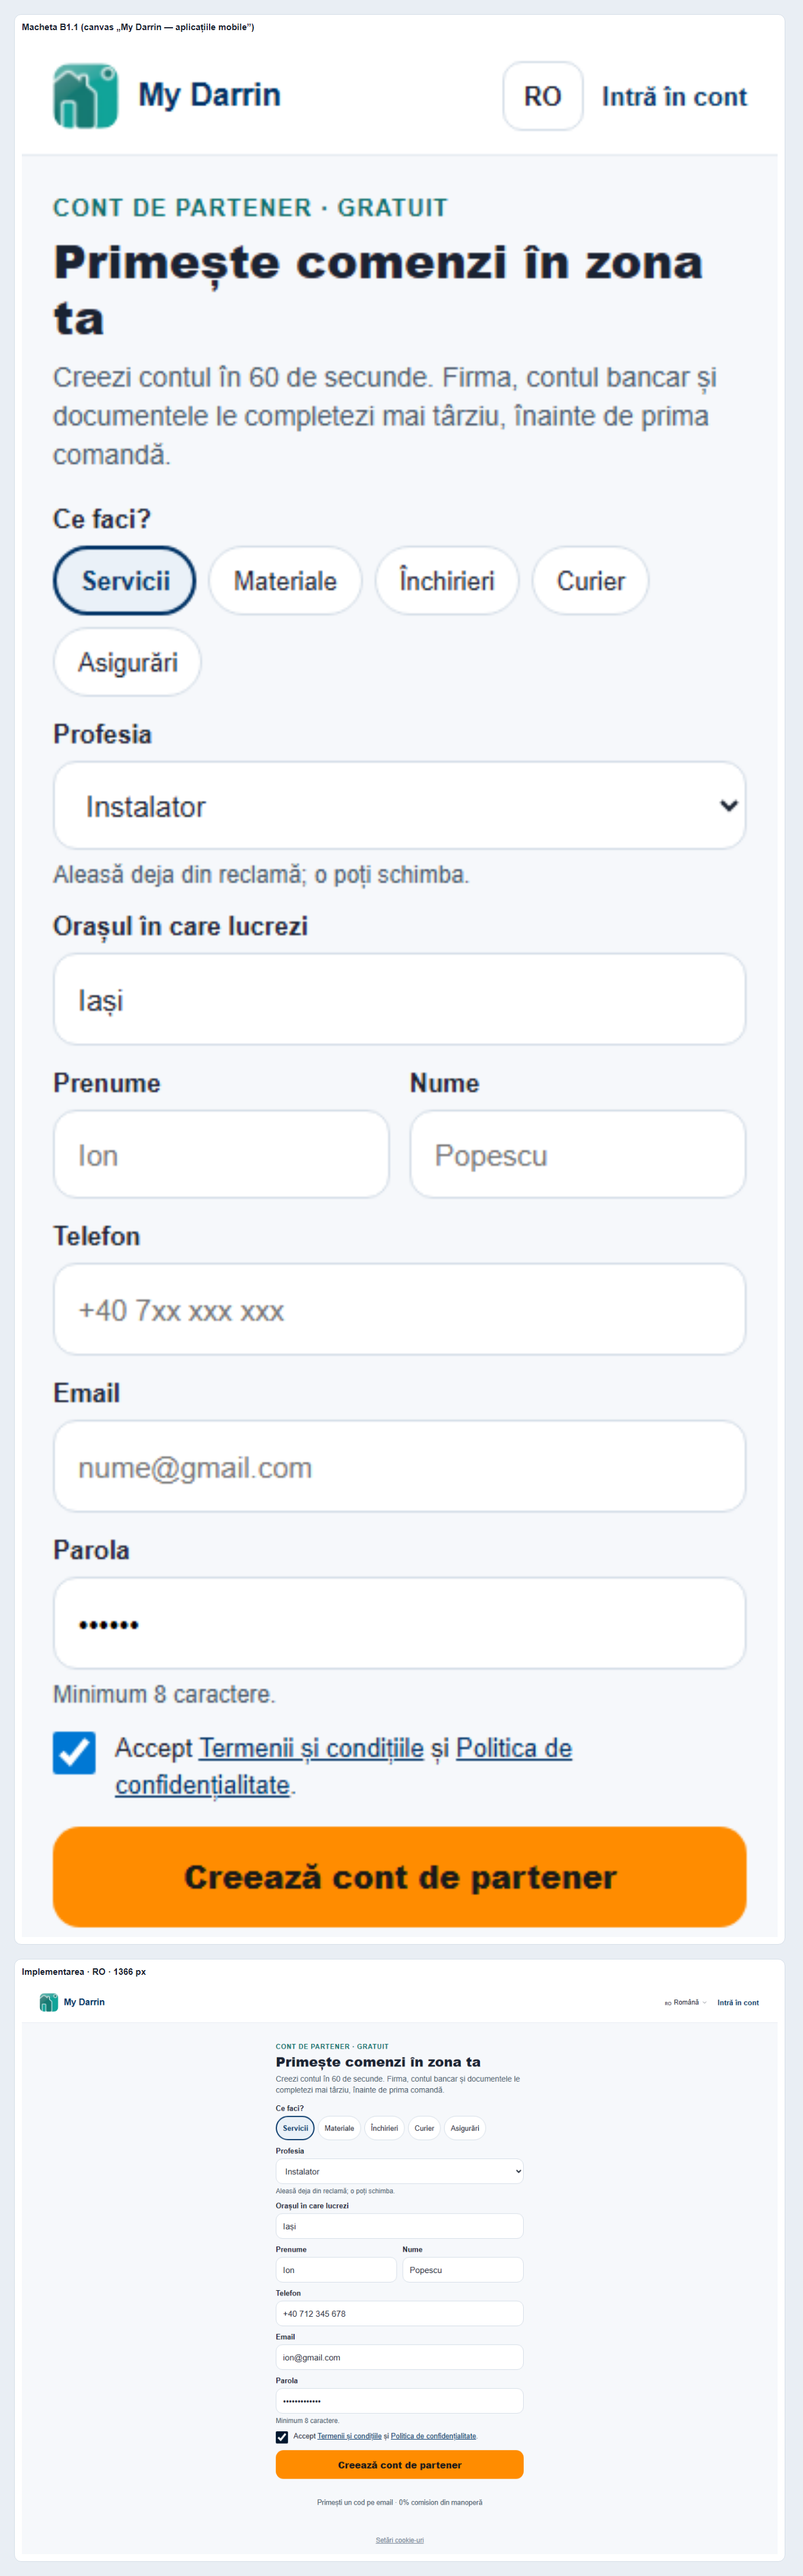 Macheta B1.1 (canvas „My Darrin — aplicațiile mobile”)
My Darrin
RO
Intră în cont
CONT DE PARTENER · GRATUIT
Primește comenzi în zona
ta
Creezi contul în 60 de secunde. Firma, contul bancar și
documentele le completezi mai târziu, înainte de prima
comandă.
Ce faci?
Servicii
Materiale
Închirieri
Curier
Asigurări
Profesia
Instalator
Aleasă deja din reclamă; o poți schimba.
Orașul în care lucrezi
Iași
Prenume
Nume
Ion
Popescu
Telefon
+40 7xx xxx xxx
Email
nume@gmail.com
Parola
••••••
Minimum 8 caractere.
Accept Termenii și condițiile și Politica de
confidențialitate.
Creează cont de partener
Implementarea · RO · 1366 px
My Darrin
RO Română
Intră în cont
CONT DE PARTENER · GRATUIT
Primește comenzi în zona ta
Creezi contul în 60 de secunde. Firma, contul bancar și documentele le
completezi mai târziu, înainte de prima comandă.
Ce faci?
Servicii
Materiale
Închirieri
Curier
Asigurări
Profesia
Instalator
Aleasă deja din reclamă; o poți schimba.
Orașul în care lucrezi
Iași
Prenume
Nume
Ion
Popescu
Telefon
+40 712 345 678
Email
ion@gmail.com
Parola
•••••••••••••
Minimum 8 caractere.
Accept Termenii și condițiile și Politica de confidențialitate.
Creează cont de partener
Primești un cod pe email · 0% comision din manoperă
Setări cookie-uri